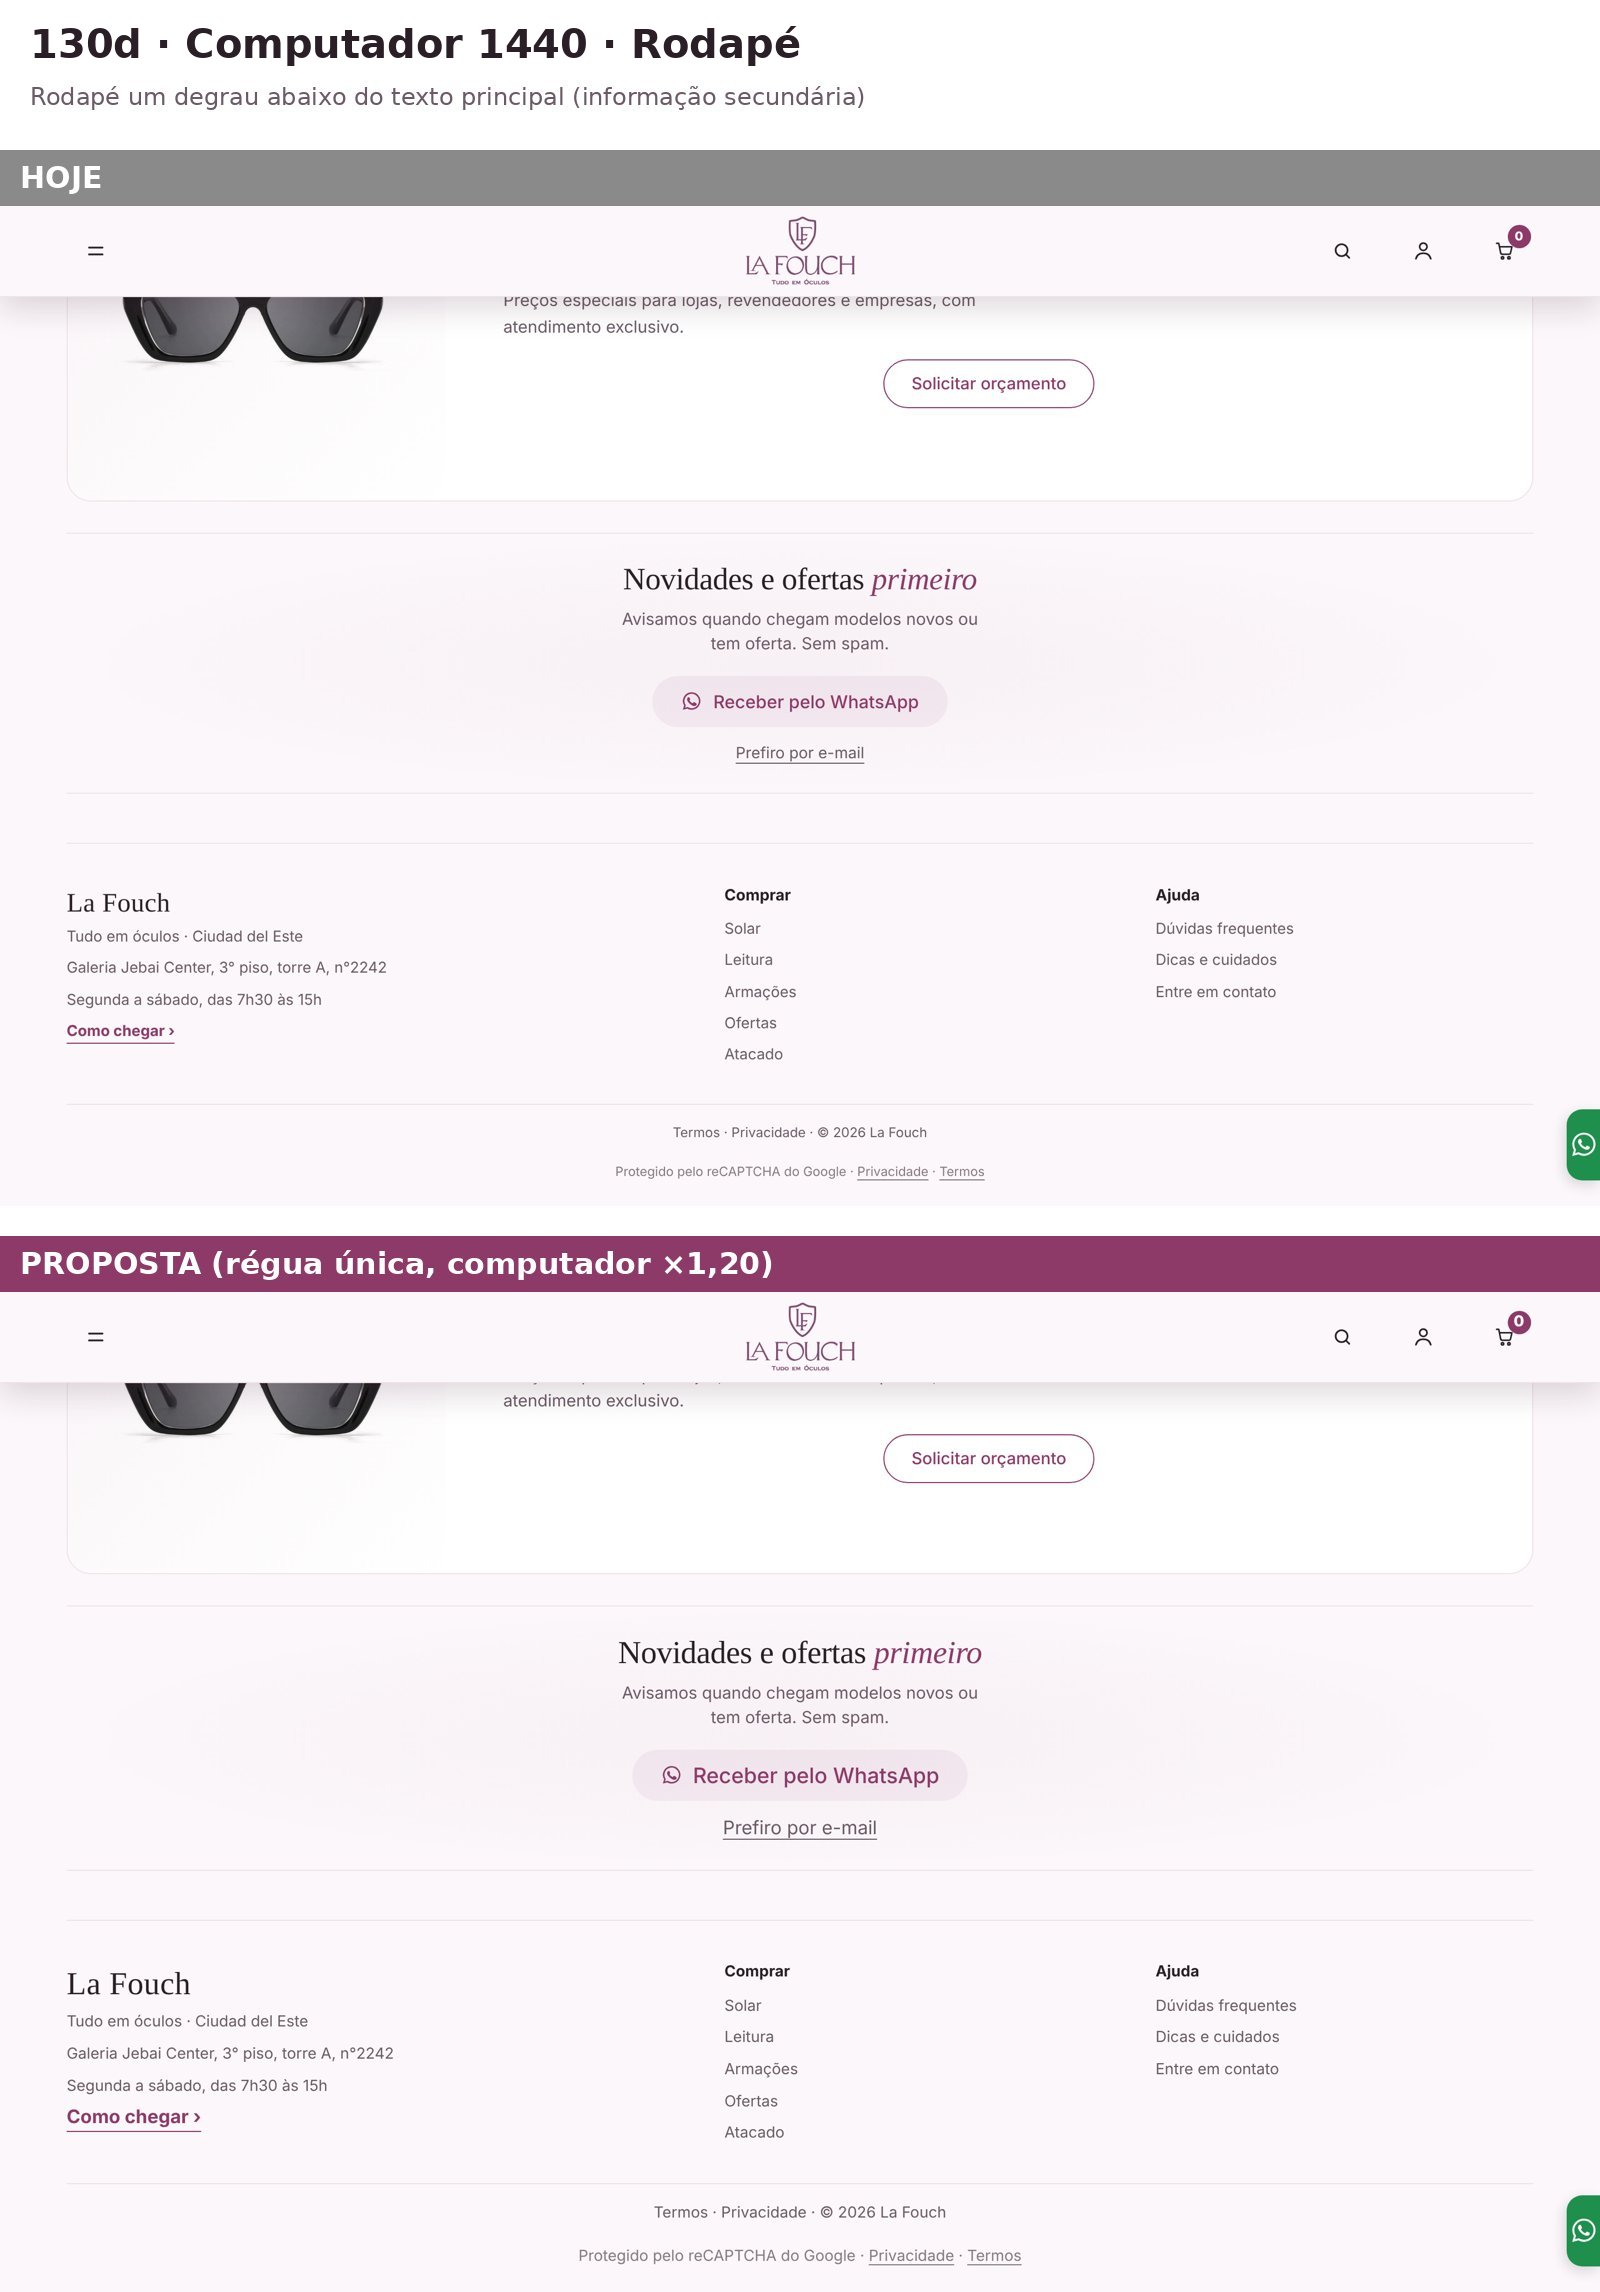 130d · Computador 1440 · Rodapé
Rodapé um degrau abaixo do texto principal (informação secundária)
HOJE
LF
LA FOUCH
TUDO EM ÓCULOS
0
Preços especiais para lojas, revendedores e empresas, com
atendimento exclusivo.
Solicitar orçamento
Novidades e ofertas primeiro
Avisamos quando chegam modelos novos ou
tem oferta. Sem spam.
Receber pelo WhatsApp
Prefiro por e-mail
La Fouch
Tudo em óculos · Ciudad del Este
Galeria Jebai Center, 3° piso, torre A, n°2242
Segunda a sábado, das 7h30 às 15h
Como chegar ›
Comprar
Solar
Leitura
Armações
Ofertas
Atacado
Ajuda
Dúvidas frequentes
Dicas e cuidados
Entre em contato
Termos · Privacidade · © 2026 La Fouch
Protegido pelo reCAPTCHA do Google · Privacidade · Termos
PROPOSTA (régua única, computador ×1,20)
LF
LA FOUCH
TUDO EM ÓCULOS
0
atendimento exclusivo.
Solicitar orçamento
Novidades e ofertas primeiro
Avisamos quando chegam modelos novos ou
tem oferta. Sem spam.
Receber pelo WhatsApp
Prefiro por e-mail
La Fouch
Tudo em óculos · Ciudad del Este
Galeria Jebai Center, 3° piso, torre A, n°2242
Segunda a sábado, das 7h30 às 15h
Como chegar ›
Comprar
Solar
Leitura
Armações
Ofertas
Atacado
Ajuda
Dúvidas frequentes
Dicas e cuidados
Entre em contato
Termos · Privacidade · © 2026 La Fouch
Protegido pelo reCAPTCHA do Google · Privacidade · Termos